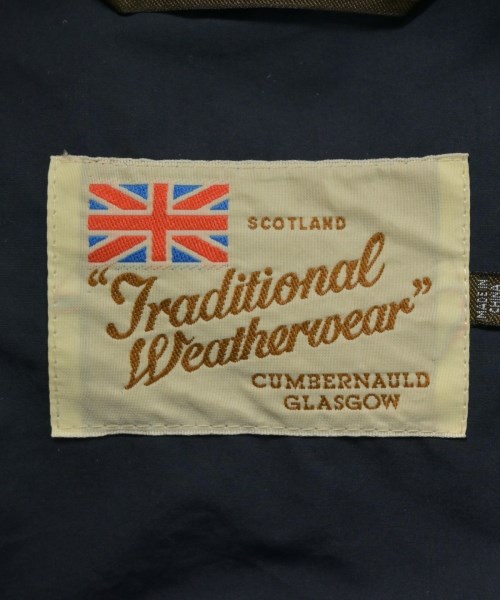 SCOTLAND
"Traditional
Weatherwear"
CUMBERNAULD
GLASGOW
MADE IN
CHINA